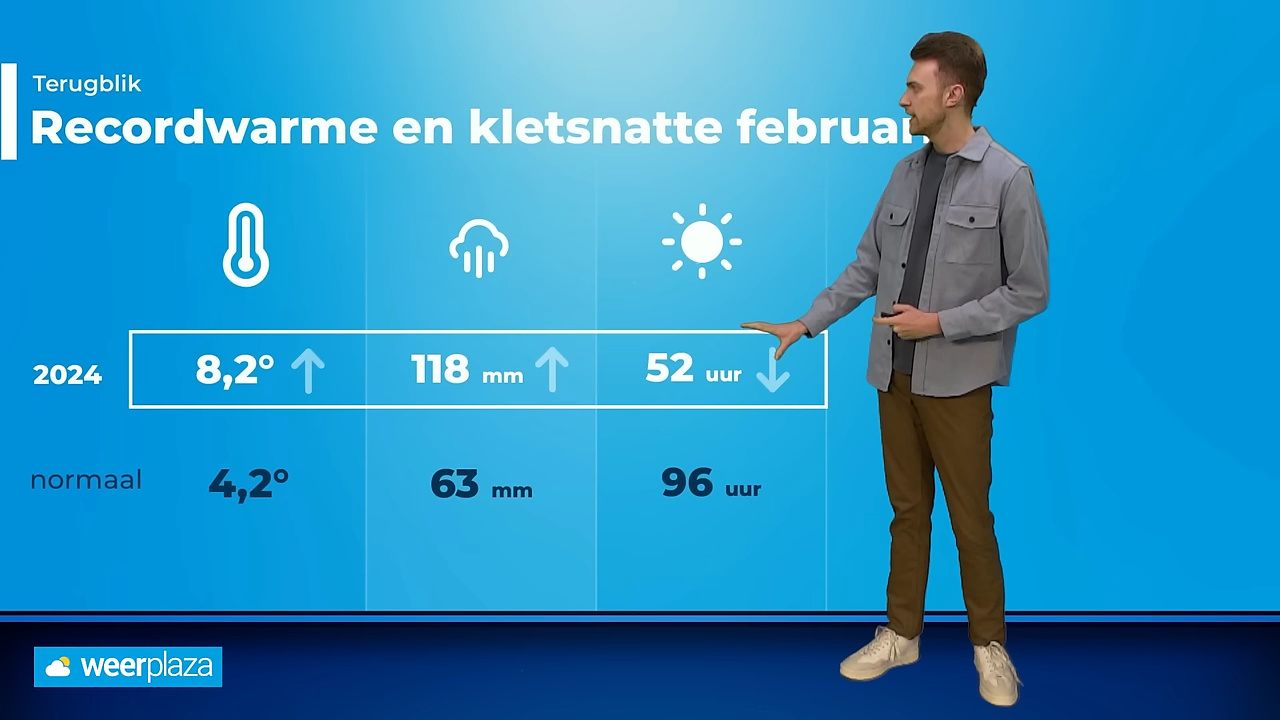 Terugblik
Recordwarme en kletsnatte
2024 8,2° 118 mm 52 uur
normaal 4,2° 63 mm 96 uur
weerplaza